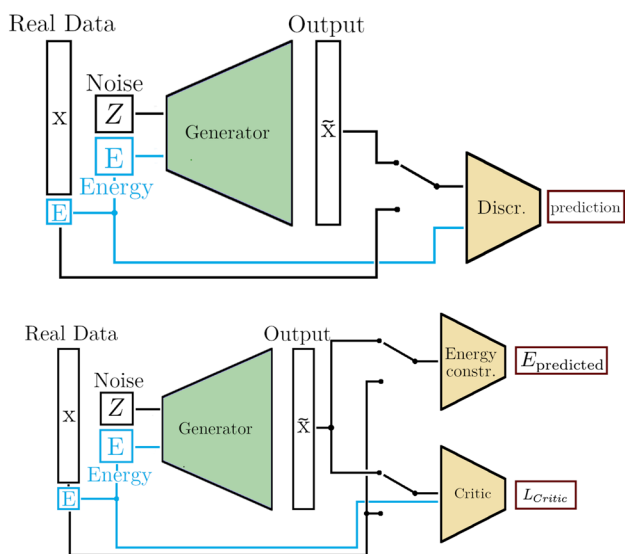 Real Data
Output
Noise
x
Z
Generator
x̃
E
Energy
E
Discr.
prediction
Real Data
Output
Energy
constr.
E_predicted
Noise
x
Z
Generator
x̃
E
Energy
E
Critic
L_Critic